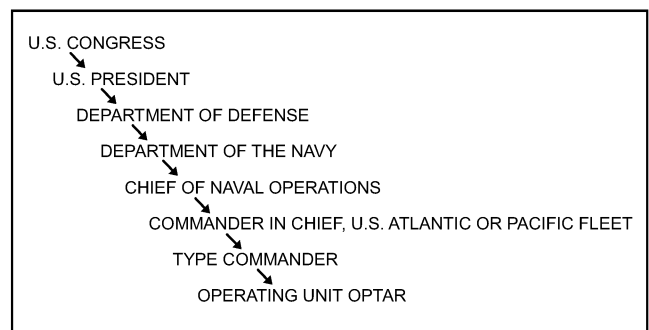 U.S. CONGRESS
U.S. PRESIDENT
DEPARTMENT OF DEFENSE
DEPARTMENT OF THE NAVY
CHIEF OF NAVAL OPERATIONS
COMMANDER IN CHIEF, U.S. ATLANTIC OR PACIFIC FLEET
TYPE COMMANDER
OPERATING UNIT OPTAR